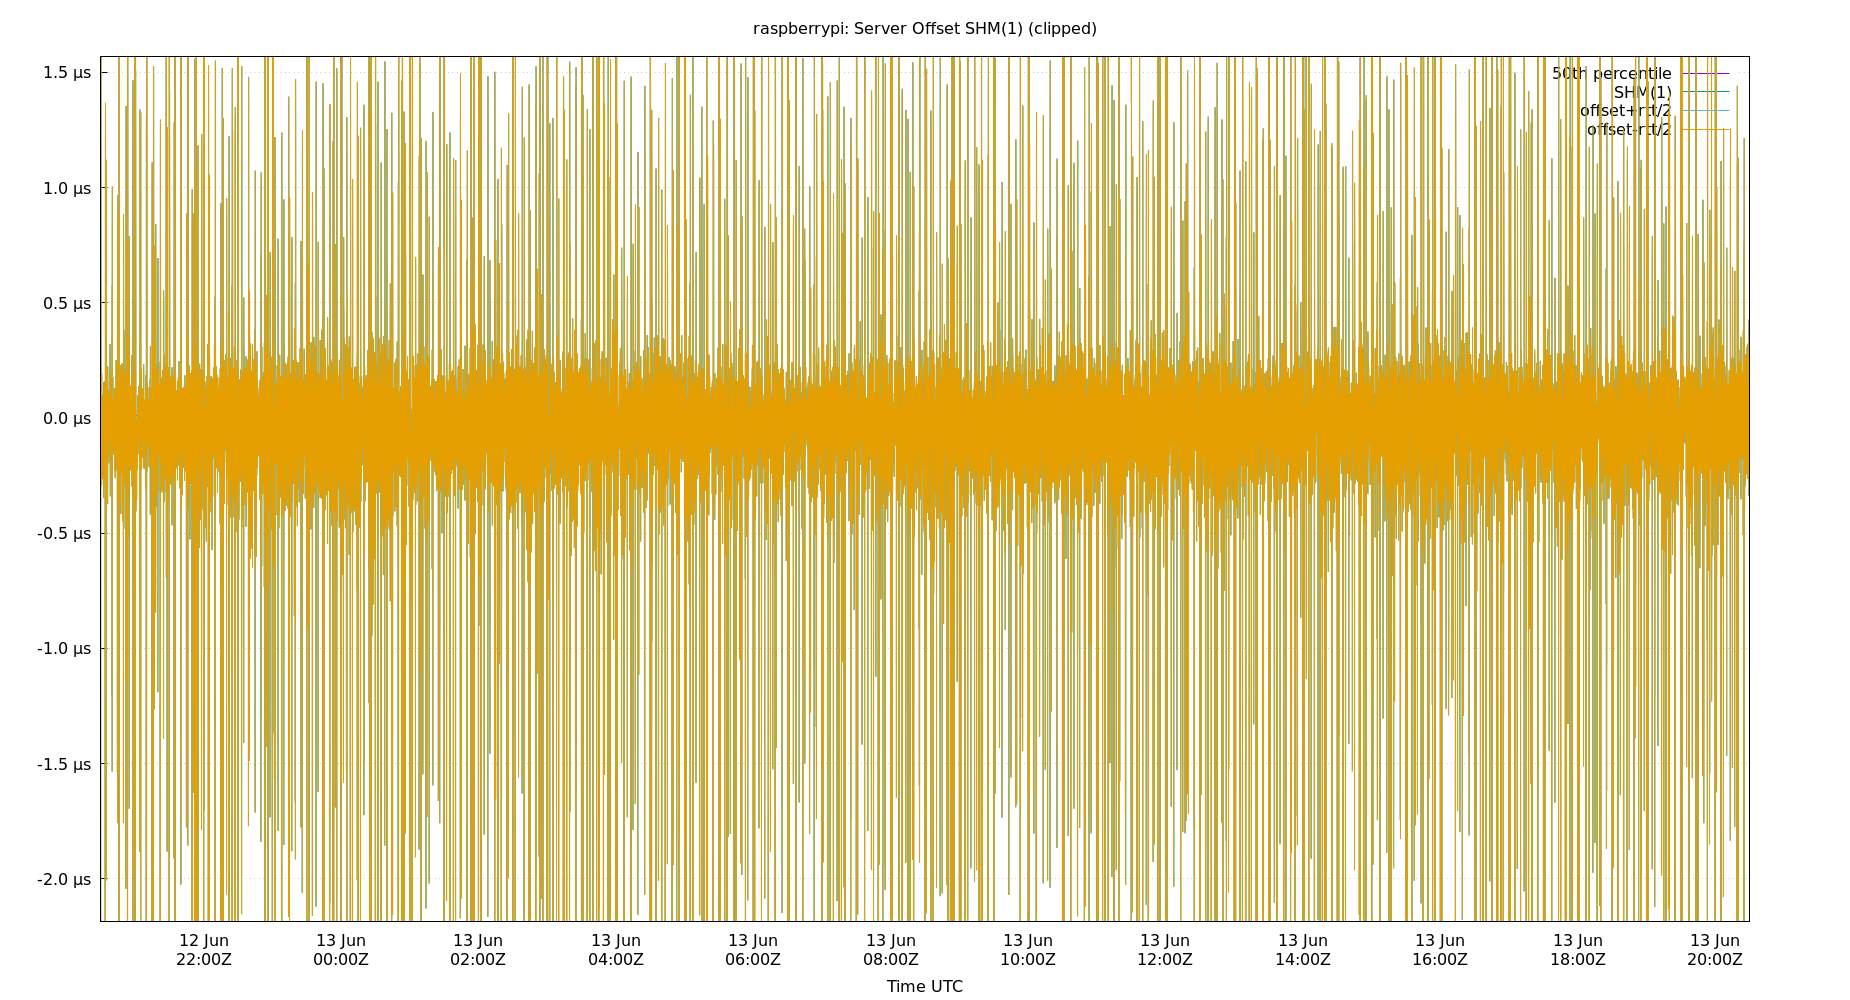 raspberrypi: Server Offset SHM(1) (clipped)
1.5 µs
1.0 µs
0.5 µs
0.0 µs
-0.5 µs
-1.0 µs
-1.5 µs
-2.0 µs
50th percentile
SHM(1)
offset+rtt/2
offset-rtt/2
12 Jun 13 Jun 13 Jun 13 Jun 13 Jun 13 Jun 13 Jun 13 Jun 13 Jun 13 Jun 13 Jun 13 Jun
22:00Z 00:00Z 02:00Z 04:00Z 06:00Z 08:00Z 10:00Z 12:00Z 14:00Z 16:00Z 18:00Z 20:00Z
Time UTC